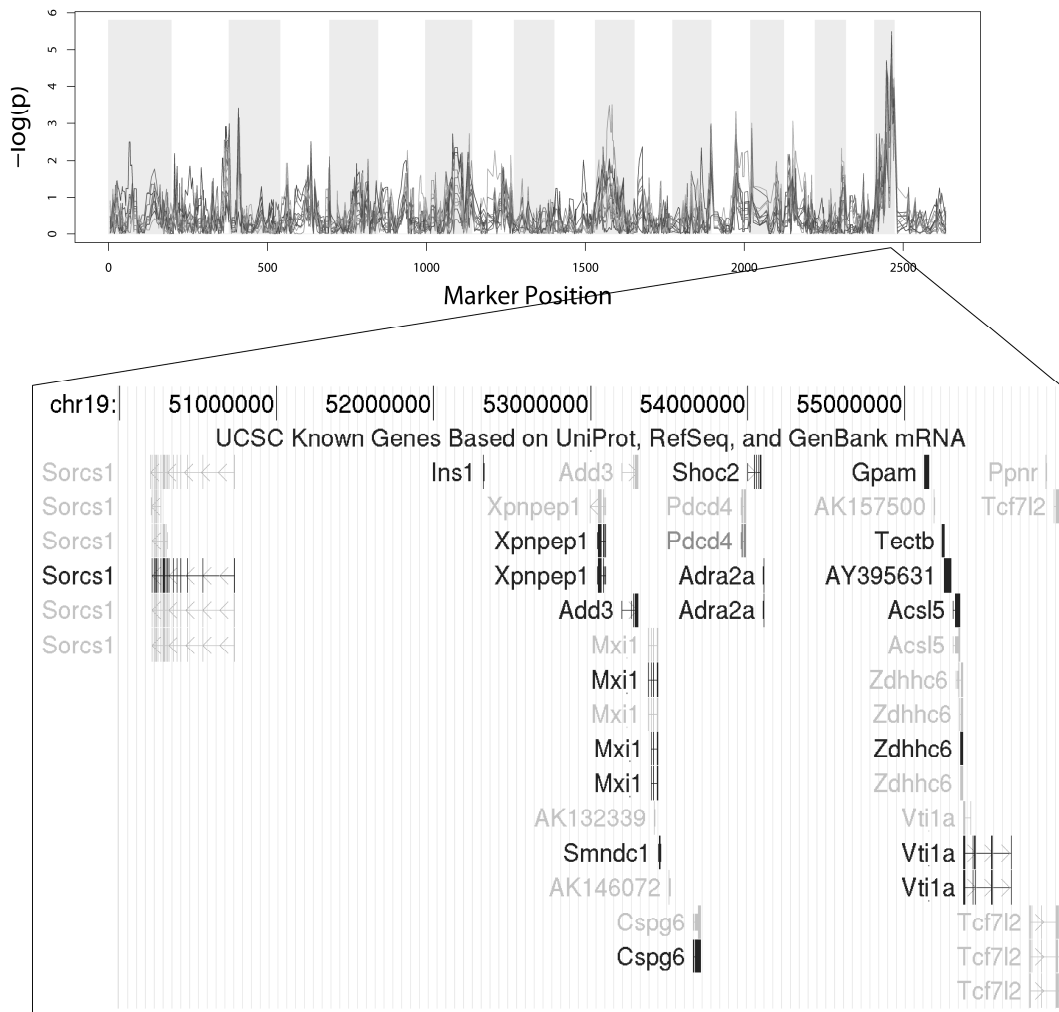 6
5
4
3
2
1
0
−log(p)
0 500 1000 1500 2000 2500
Marker Position
chr19: 51000000 52000000 53000000 54000000 55000000
UCSC Known Genes Based on UniProt, RefSeq, and GenBank mRNA
Sorcs1 Ins1 Add3 Shoc2 Gpam Ppnr
Sorcs1 Xpnpep1 Pdcd4 AK157500 Tcf7l2
Sorcs1 Xpnpep1 Pdcd4 Tectb
Sorcs1 Xpnpep1 Adra2a AY395631
Sorcs1 Add3 Adra2a Acsl5
Sorcs1 Mxi1 Acsl5
Mxi1 Zdhhc6
Mxi1 Zdhhc6
Mxi1 Zdhhc6
Mxi1 Zdhhc6
AK132339 Vti1a
Smndc1 Vti1a
AK146072 Vti1a
Cspg6 Tcf7l2
Cspg6 Tcf7l2
Tcf7l2